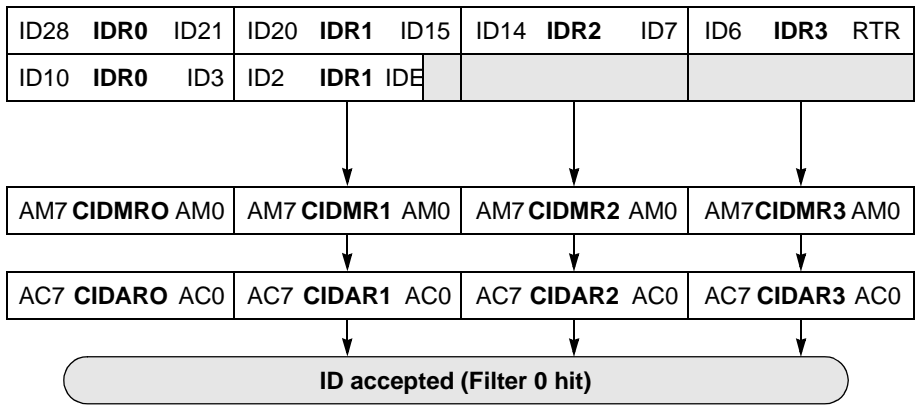 ID28 IDR0 ID21 ID20 IDR1 ID15 ID14 IDR2 ID7 ID6 IDR3 RTR
ID10 IDR0 ID3 ID2 IDR1 IDE
AM7 CIDMRO AM0 AM7 CIDMR1 AM0 AM7 CIDMR2 AM0 AM7 CIDMR3 AM0
AC7 CIDARO AC0 AC7 CIDAR1 AC0 AC7 CIDAR2 AC0 AC7 CIDAR3 AC0
ID accepted (Filter 0 hit)